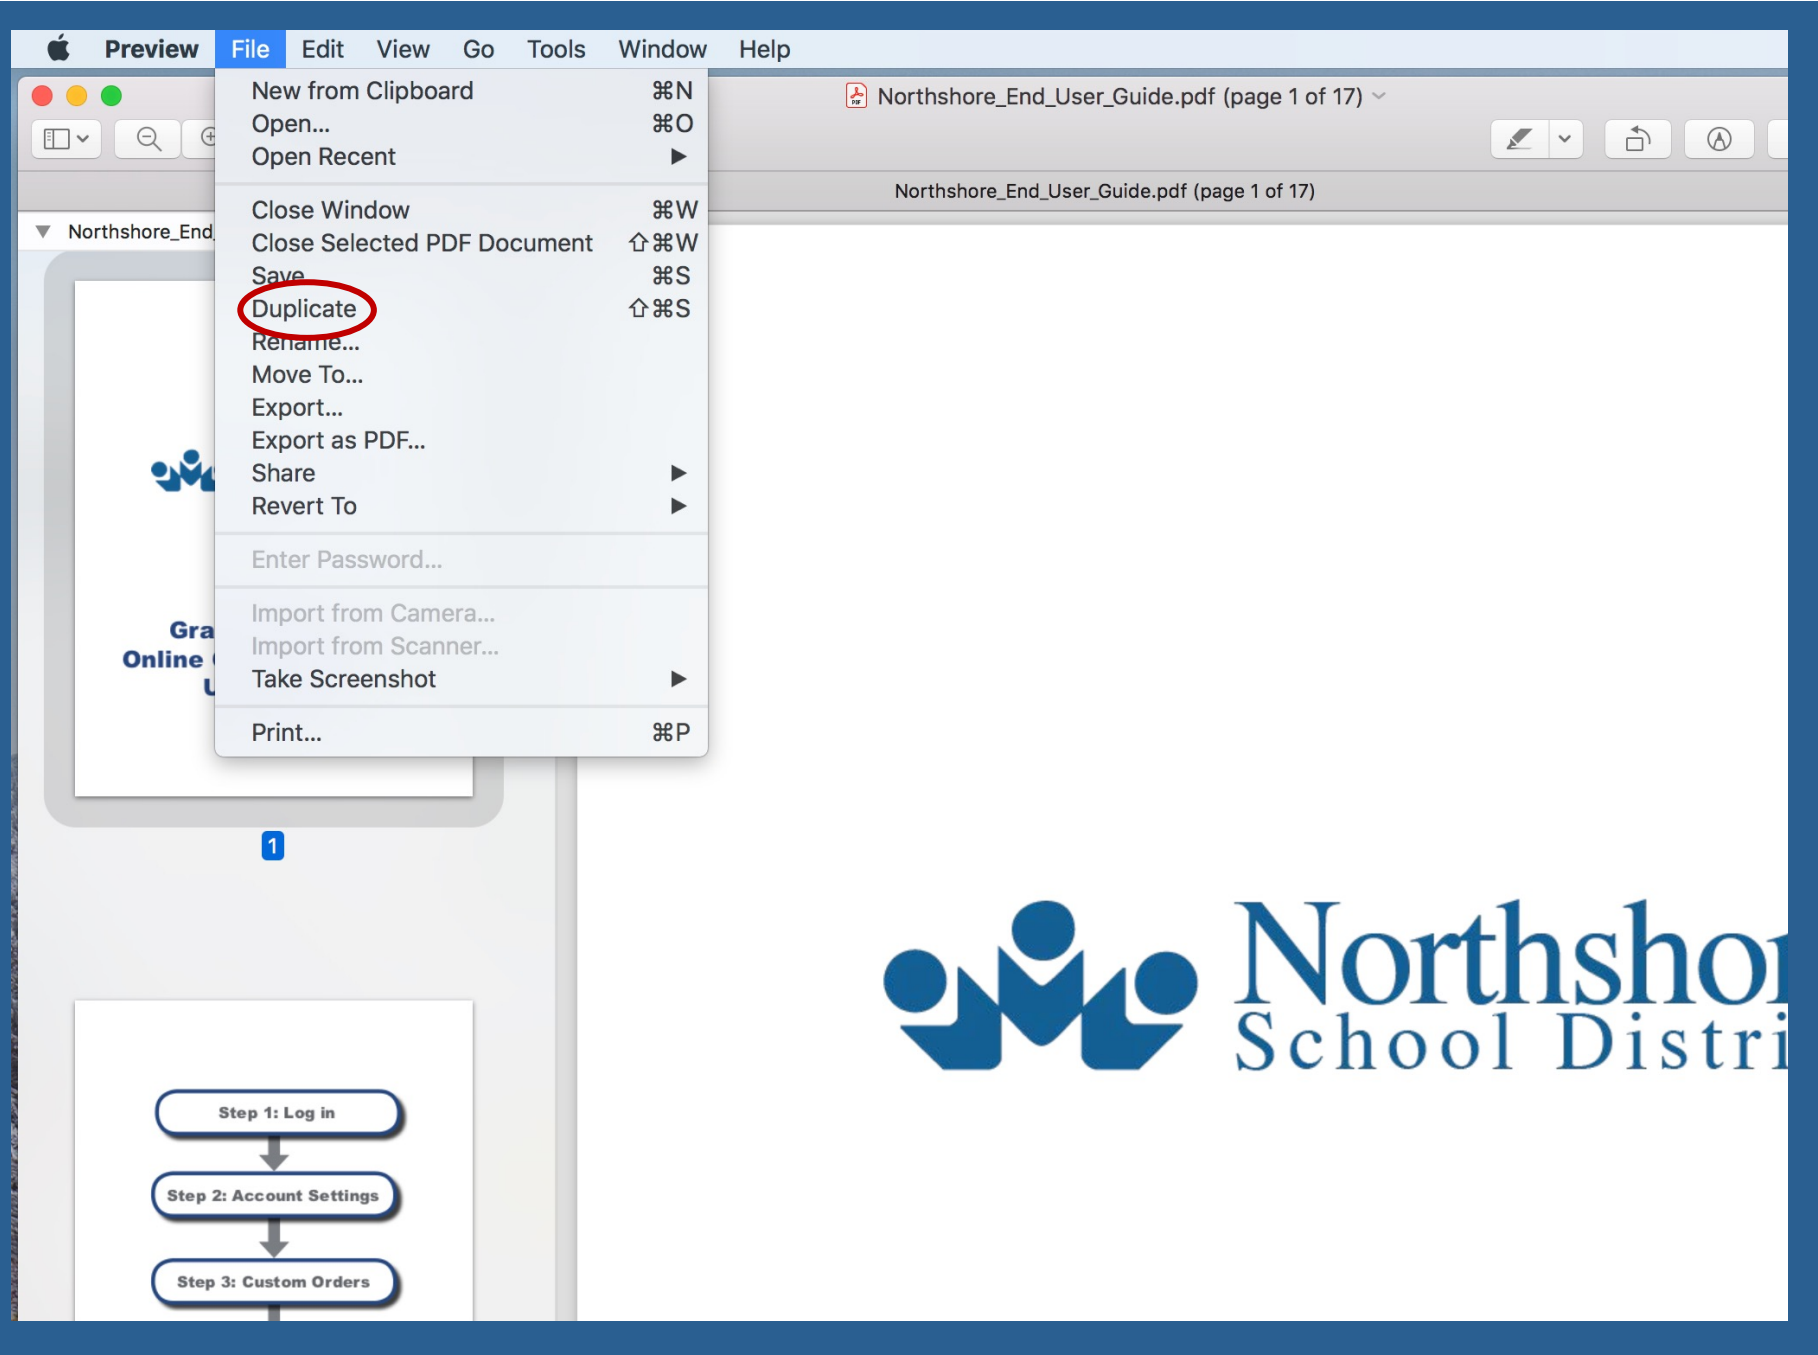 Preview File Edit View Go Tools Window Help
Northshore_End_User_Guide.pdf (page 1 of 17)
Northshore_End_User_Guide.pdf (page 1 of 17)
New from Clipboard ⌘N
Open... ⌘O
Open Recent ▶
Close Window ⌘W
Close Selected PDF Document ⇧⌘W
Save ⌘S
Duplicate ⇧⌘S
Rename...
Move To...
Export...
Export as PDF...
Share ▶
Revert To ▶
Enter Password...
Import from Camera...
Import from Scanner...
Take Screenshot ▶
Print... ⌘P
Northshore_End_
Gra
Online
1
Step 1: Log in
Step 2: Account Settings
Step 3: Custom Orders
Northshor
School Distri